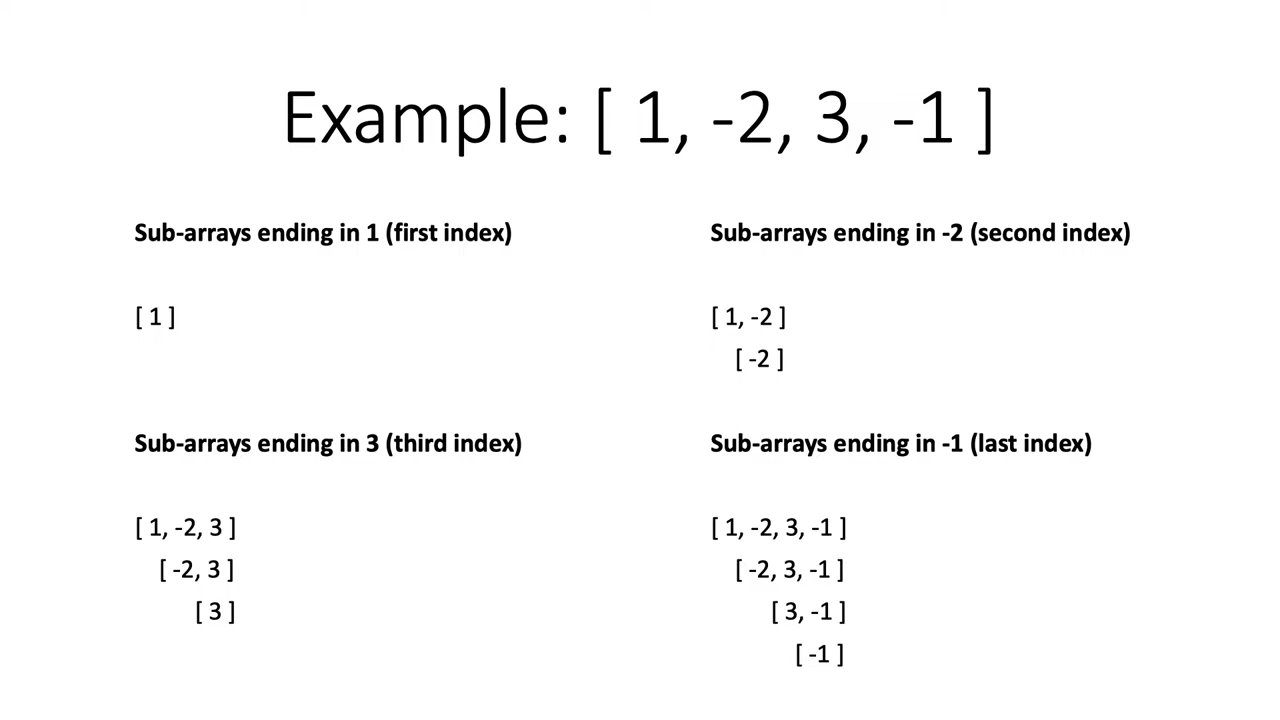 Example: [ 1, -2, 3, -1 ]
Sub-arrays ending in 1 (first index)
[ 1 ]
Sub-arrays ending in -2 (second index)
[ 1, -2 ]
[ -2 ]
Sub-arrays ending in 3 (third index)
[ 1, -2, 3 ]
[ -2, 3 ]
[ 3 ]
Sub-arrays ending in -1 (last index)
[ 1, -2, 3, -1 ]
[ -2, 3, -1 ]
[ 3, -1 ]
[ -1 ]